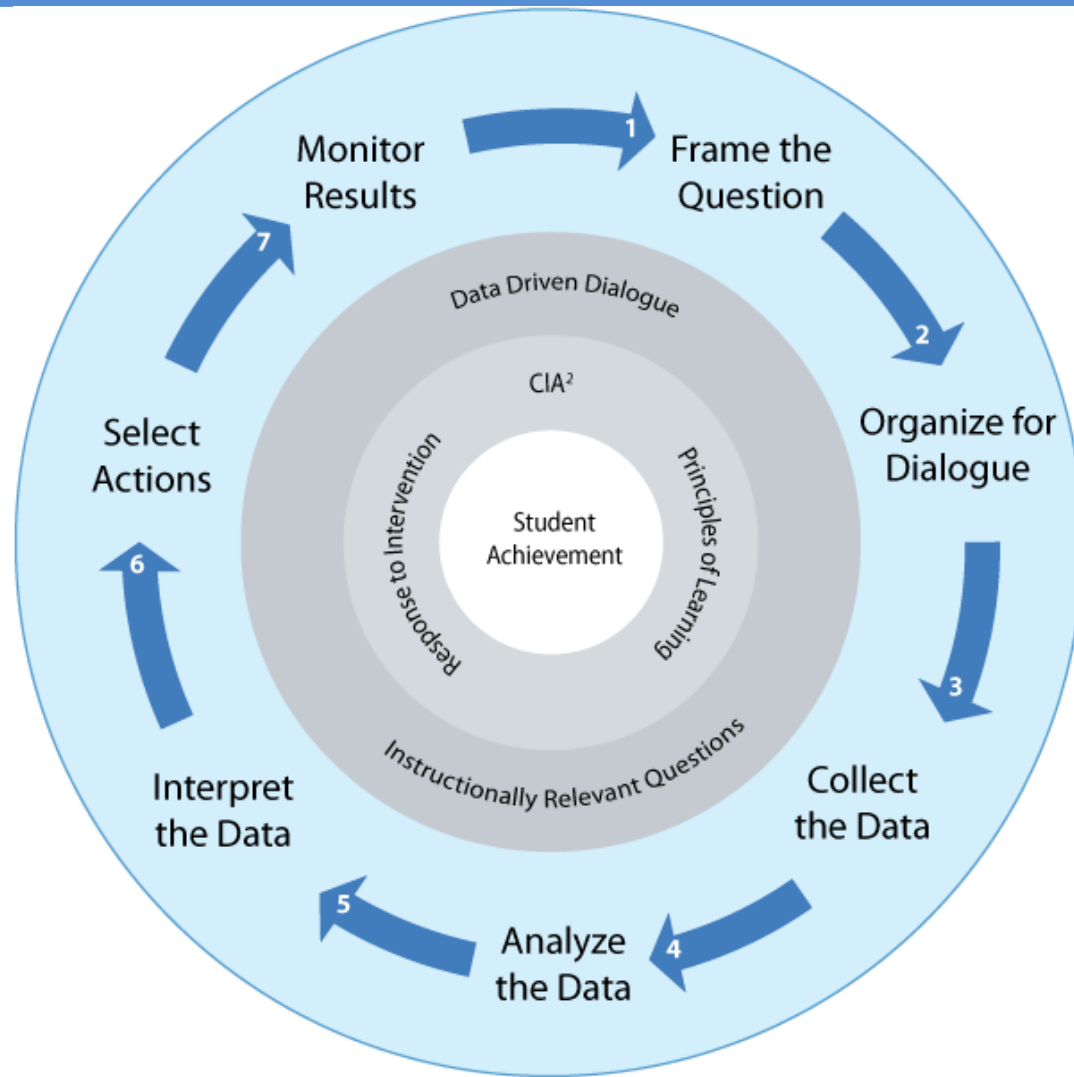 1
Frame the
Question
2
Organize for
Dialogue
3
Collect
the Data
4
Analyze
the Data
5
Interpret
the Data
6
Select
Actions
7
Monitor
Results
Data Driven Dialogue
Instructionally Relevant Questions
CIA²
Principles of Learning
Response to Intervention
Student
Achievement